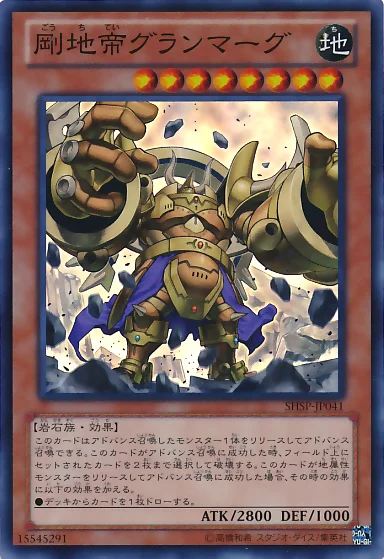 剛地帝グランマーグ
地
SHSP-JP041
【岩石族・効果】
このカードはアドバンス召喚したモンスター１体をリリースしてアドバンス
召喚できる。このカードがアドバンス召喚に成功した時、フィールド上に
セットされたカードを２枚まで選択して破壊する。このカードが地属性
モンスターをリリースしてアドバンス召喚に成功した場合、その時の効果
に以下の効果を加える。
●デッキからカードを１枚ドローする。
ATK/2800 DEF/1000
15545291
©高橋和希 スタジオ・ダイス/集英社